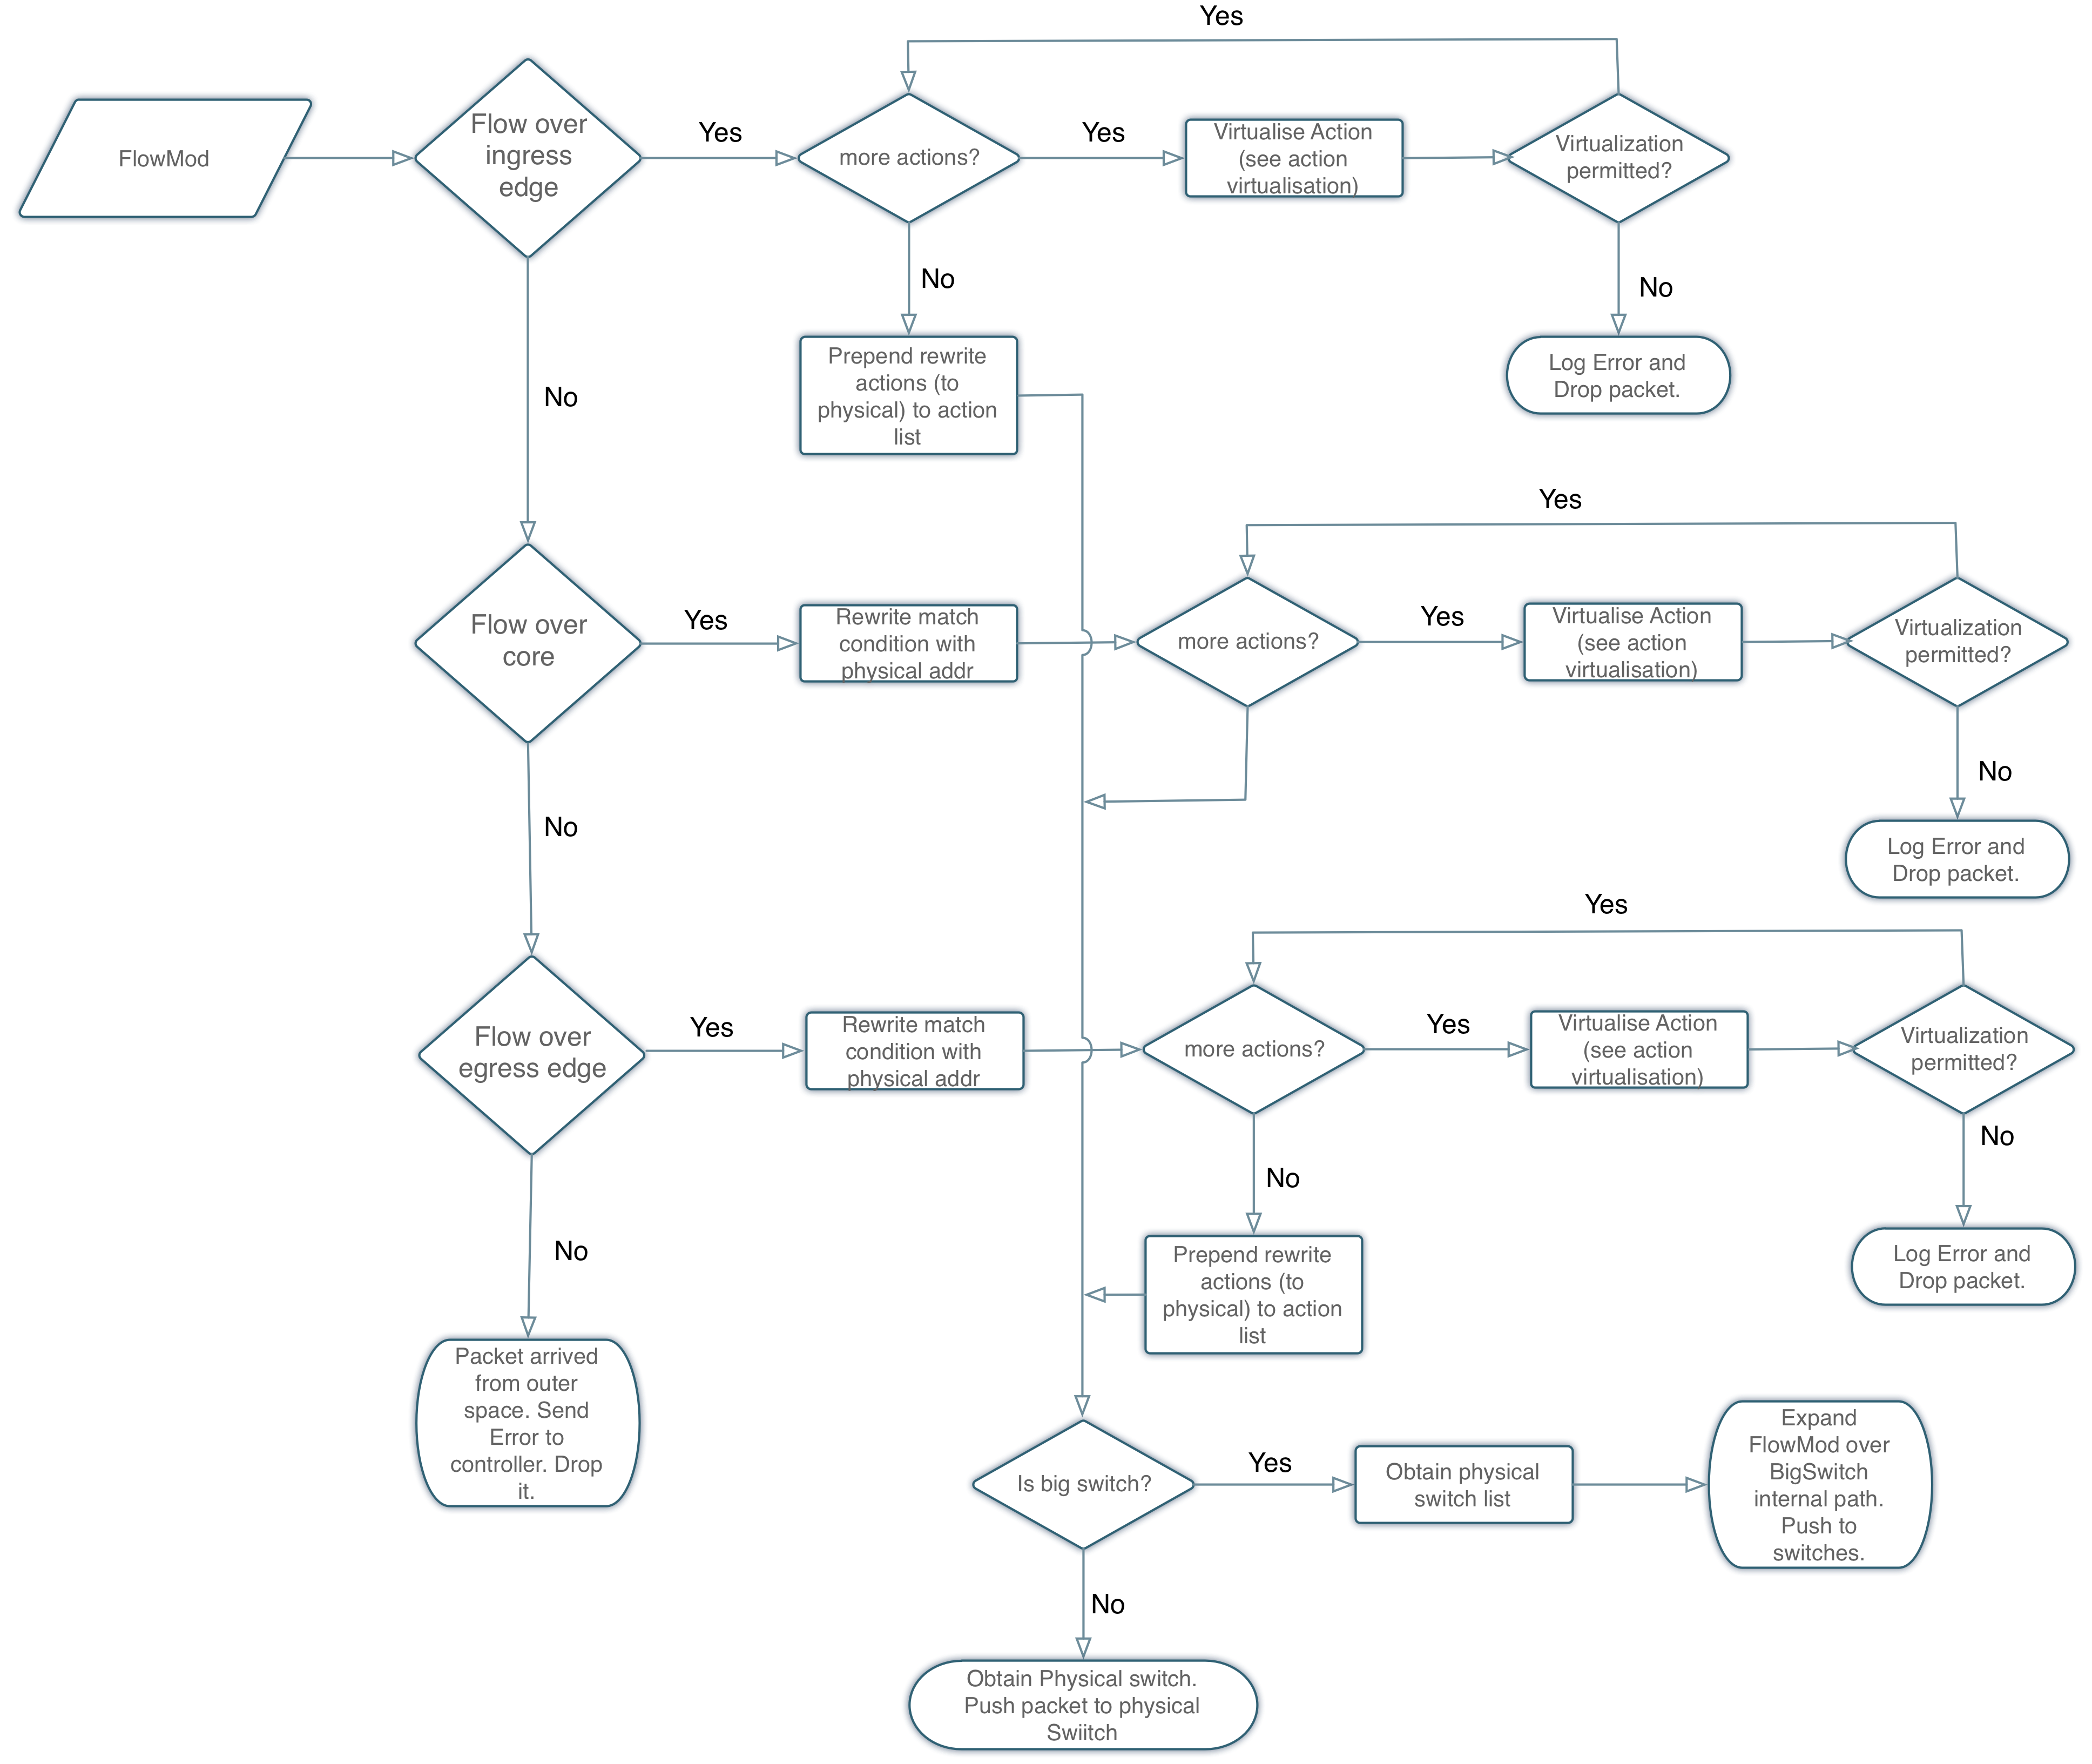 Yes
FlowMod
Flow over
ingress
edge
Yes
more actions?
Yes
Virtualise Action
(see action
virtualisation)
Virtualization
permitted?
No
No
Prepend rewrite
actions (to
physical) to action
list
Log Error and
Drop packet.
No
Yes
Flow over
core
Yes
Rewrite match
condition with
physical addr
more actions?
Yes
Virtualise Action
(see action
virtualisation)
Virtualization
permitted?
No
No
Log Error and
Drop packet.
Yes
Flow over
egress edge
Yes
Rewrite match
condition with
physical addr
more actions?
Yes
Virtualise Action
(see action
virtualisation)
Virtualization
permitted?
No
No
Prepend rewrite
actions (to
physical) to action
list
Log Error and
Drop packet.
No
Packet arrived
from outer
space. Send
Error to
controller. Drop
it.
Is big switch?
Yes
Obtain physical
switch list
Expand
FlowMod over
BigSwitch
internal path.
Push to
switches.
No
Obtain Physical switch.
Push packet to physical
Swiitch